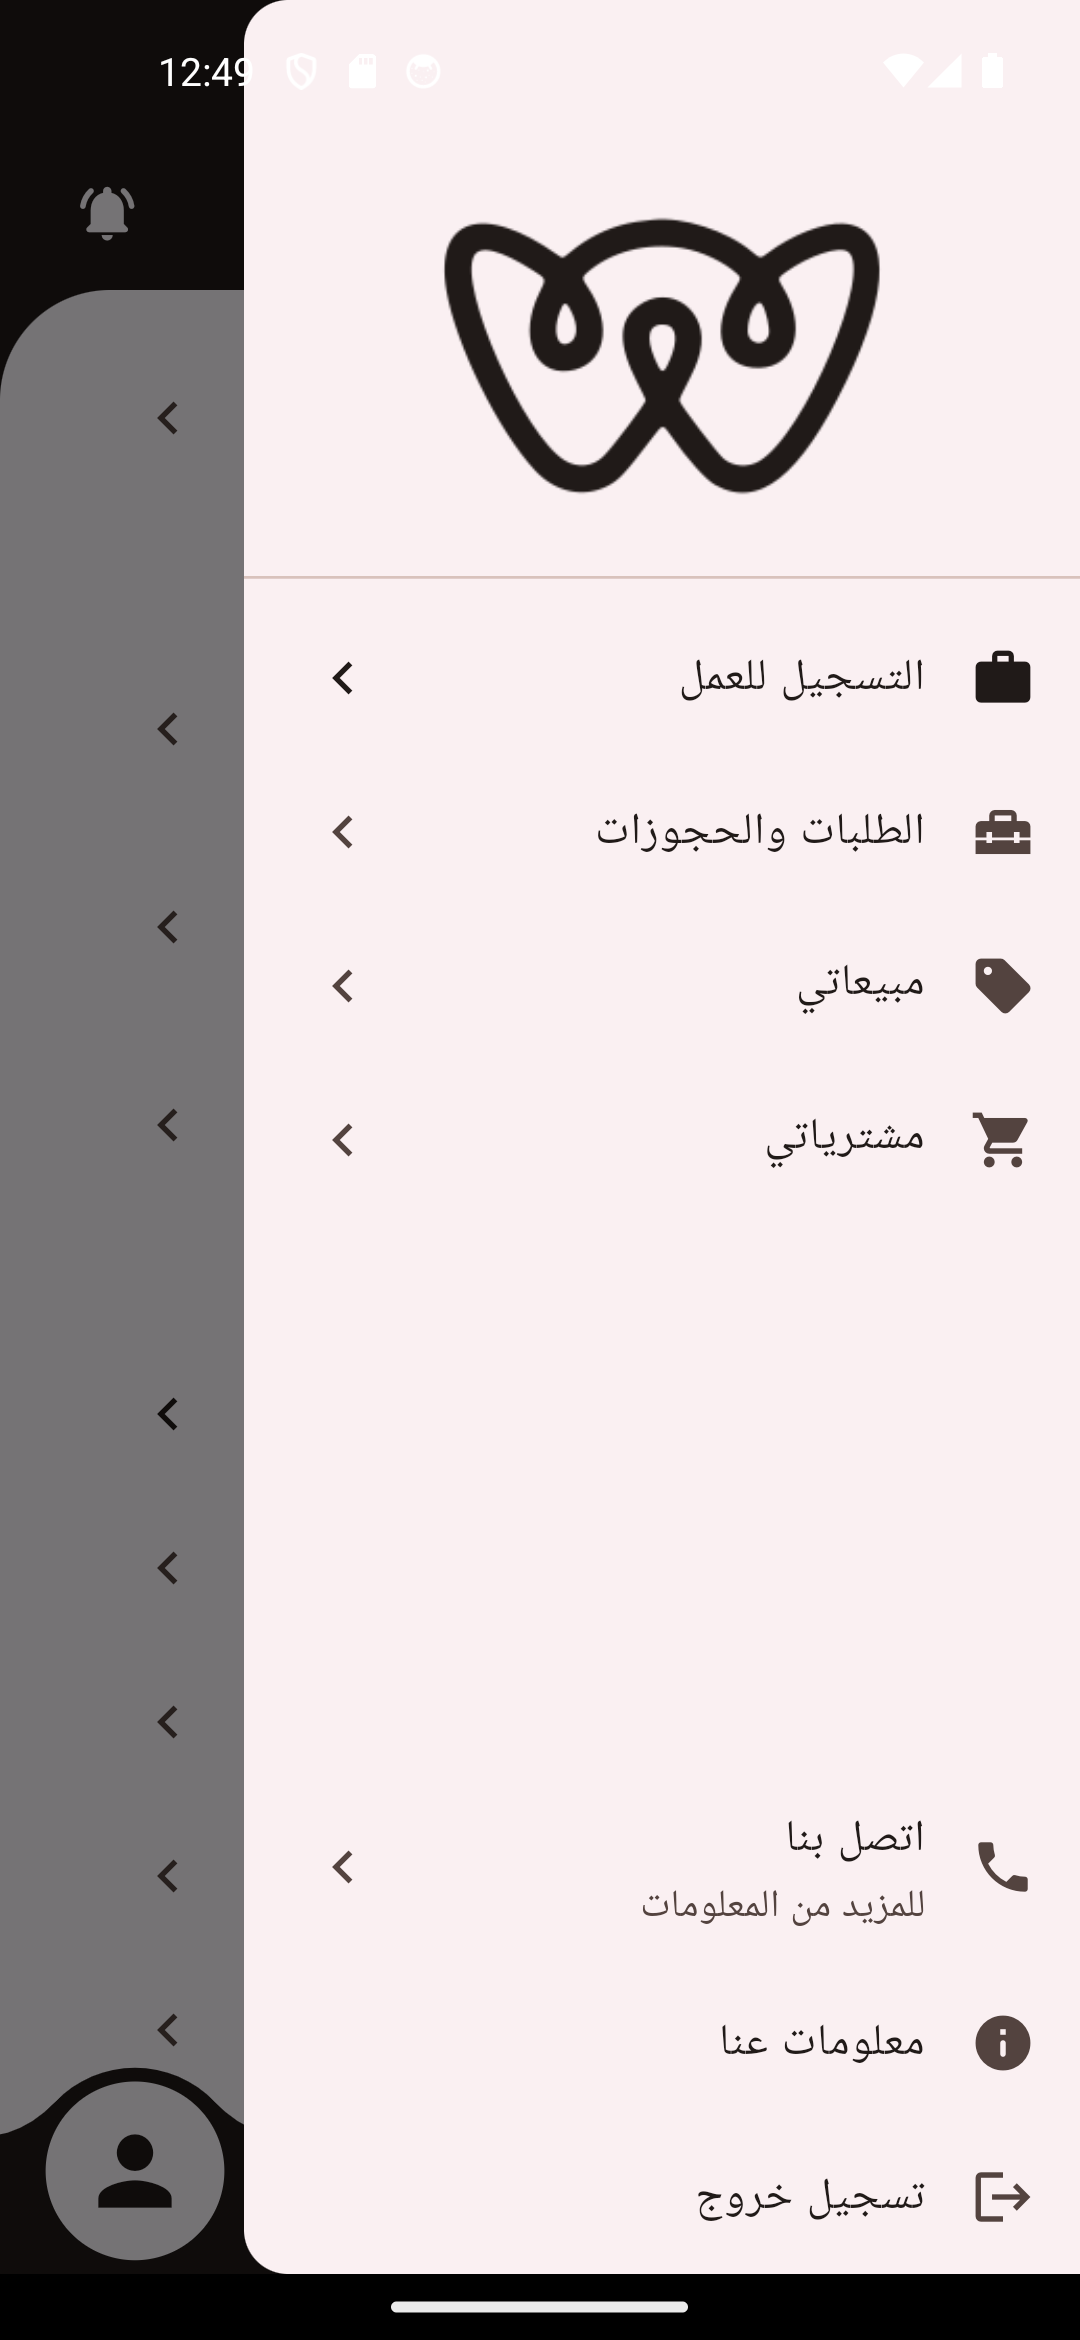 12:49
التسجيل للعمل
الطلبات والحجوزات
مبيعاتي
مشترياتي
اتصل بنا
للمزيد من المعلومات
معلومات عنا
تسجيل خروج